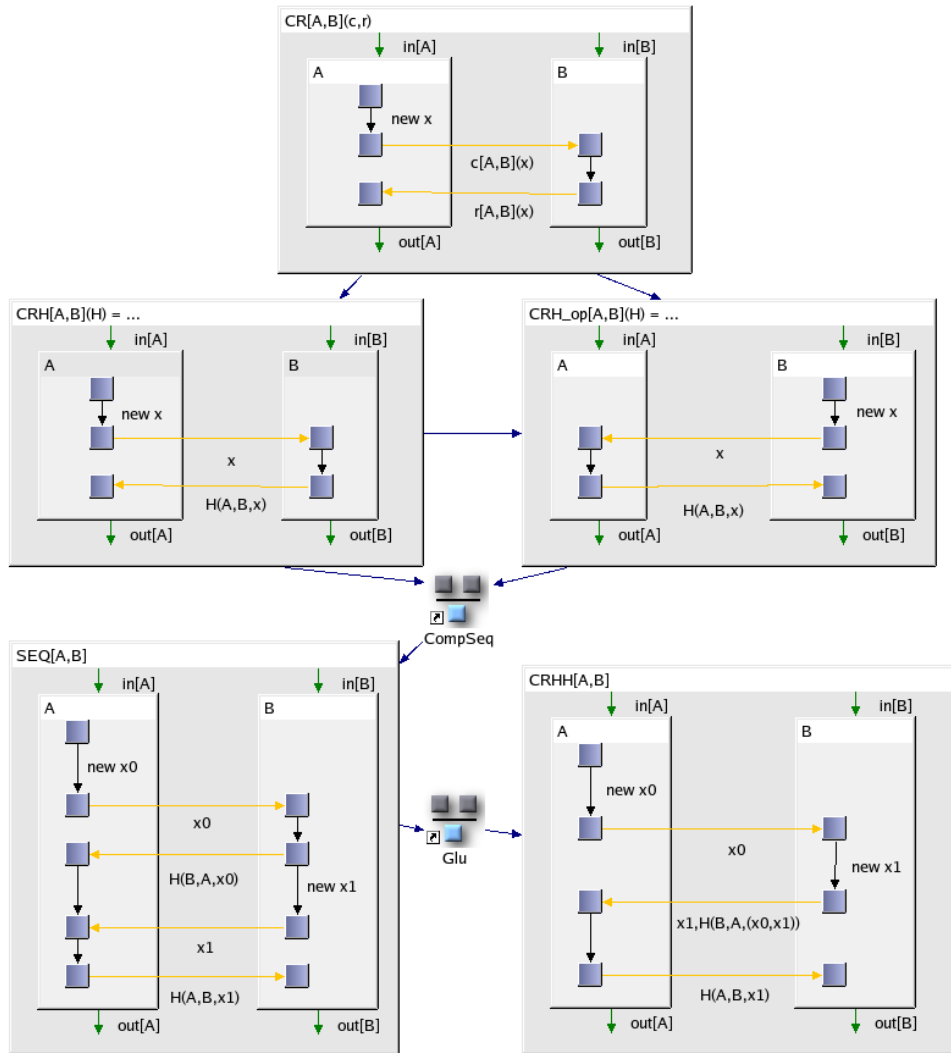 CR[A,B](c,r)
in[A]
in[B]
A
B
new x
c[A,B](x)
r[A,B](x)
out[A]
out[B]
CRH[A,B](H) = ...
in[A]
in[B]
A
B
new x
x
H(A,B,x)
out[A]
out[B]
CRH_op[A,B](H) = ...
in[A]
in[B]
A
B
new x
x
H(A,B,x)
out[A]
out[B]
CompSeq
SEQ[A,B]
in[A]
in[B]
A
B
new x0
x0
H(B,A,x0)
new x1
x1
H(A,B,x1)
out[A]
out[B]
Glu
CRHH[A,B]
in[A]
in[B]
A
B
new x0
x0
new x1
x1,H(B,A,(x0,x1))
H(A,B,x1)
out[A]
out[B]